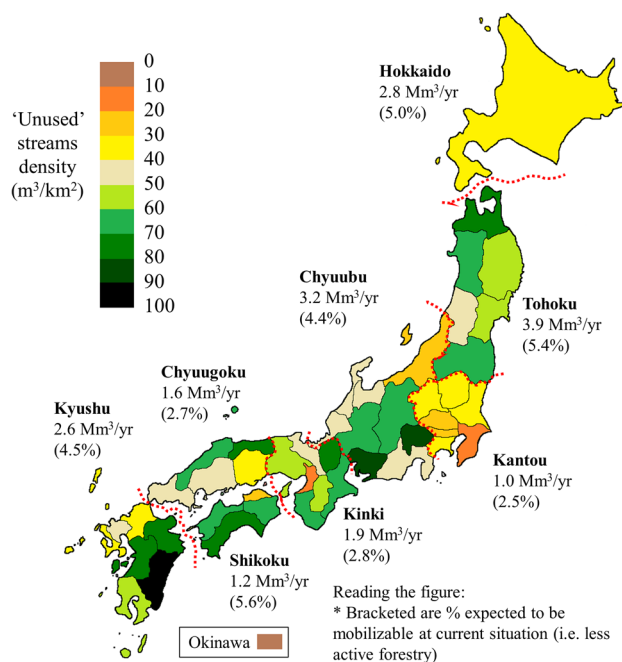 0
10
20
30
40
50
60
70
80
90
100
'Unused'
streams
density
(m³/km²)
Hokkaido
2.8 Mm³/yr
(5.0%)
Chyuubu
3.2 Mm³/yr
(4.4%)
Tohoku
3.9 Mm³/yr
(5.4%)
Chyuugoku
1.6 Mm³/yr
(2.7%)
Kyushu
2.6 Mm³/yr
(4.5%)
Kantou
1.0 Mm³/yr
(2.5%)
Kinki
1.9 Mm³/yr
(2.8%)
Shikoku
1.2 Mm³/yr
(5.6%)
Reading the figure:
* Bracketed are % expected to be
mobilizable at current situation (i.e. less
active forestry)
Okinawa